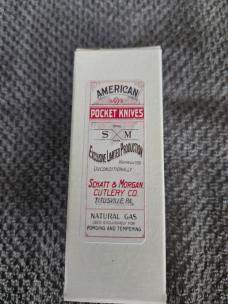 AMERICAN
POCKET KNIVES
S M
EXCLUSIVE LIMITED PRODUCTION
UNCONDITIONALLY
SCHATT & MORGAN
CUTLERY CO.
TITUSVILLE, PA.
NATURAL GAS
USED EXCLUSIVELY FOR
FORGING AND TEMPERING